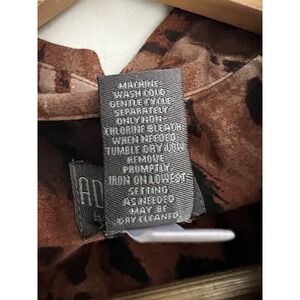 MACHINE
WASH COLD
GENTLE CYCLE
SEPARATELY
ONLY NON-
CHLORINE BLEACH
WHEN NEEDED
TUMBLE DRY LOW
REMOVE
PROMPTLY
IRON ON LOWEST
SETTING
AS NEEDED
MAY BE
DRY CLEANED